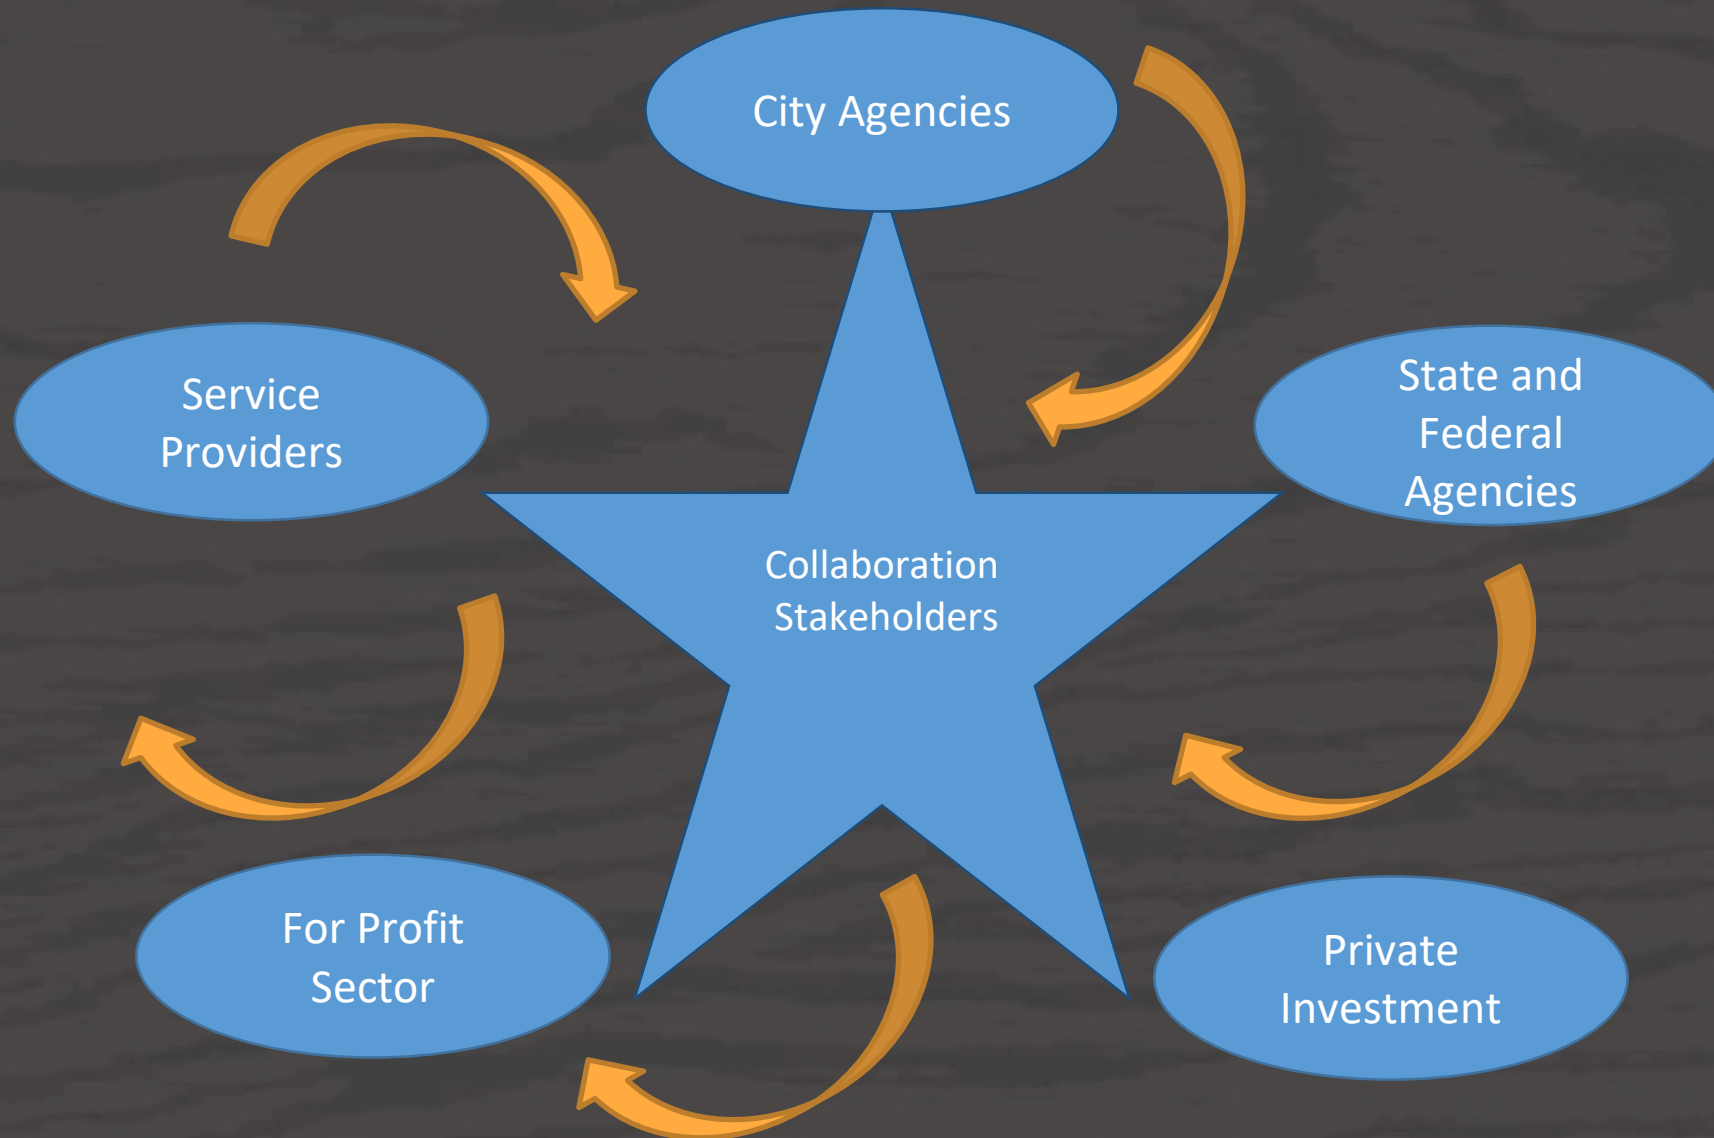 City Agencies
Service
Providers
State and
Federal
Agencies
Collaboration
Stakeholders
For Profit
Sector
Private
Investment